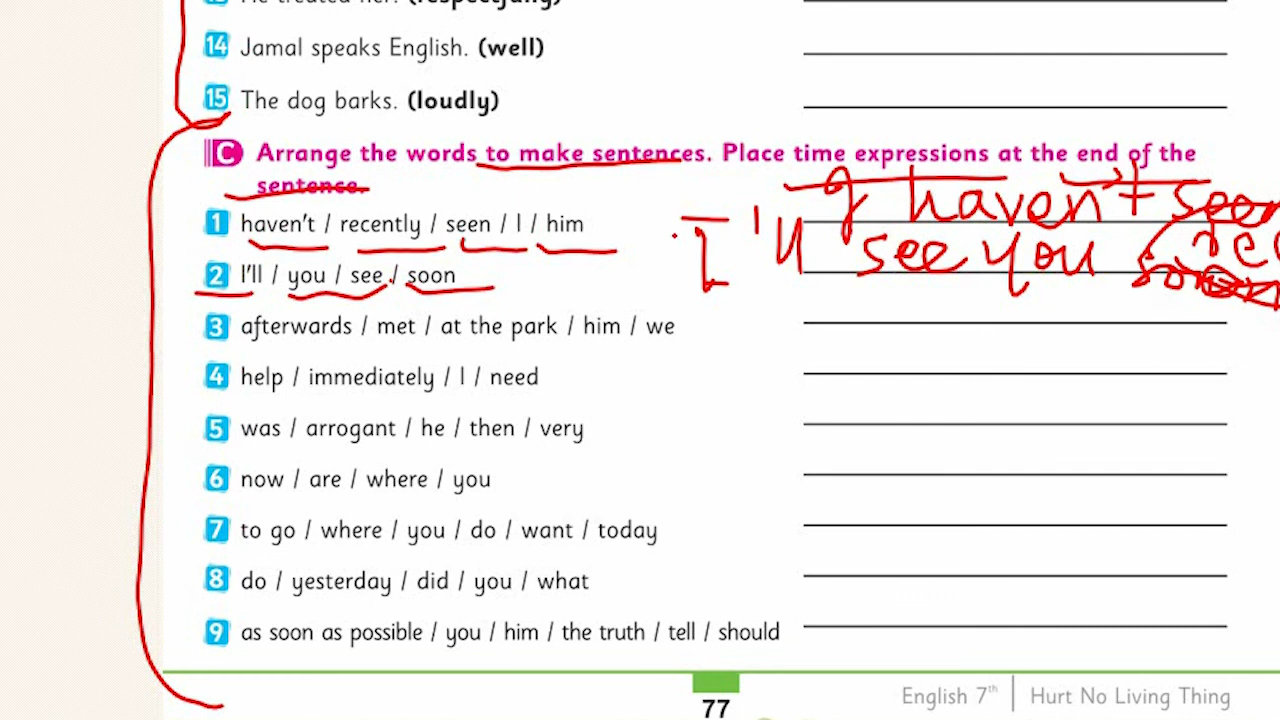 13 He treated her. (respectfully)
14 Jamal speaks English. (well)
15 The dog barks. (loudly)
C Arrange the words to make sentences. Place time expressions at the end of the
sentence.
1 haven't / recently / seen / I / him
I haven't seen
2 I'll / you / see / soon
I'll see you
3 afterwards / met / at the park / him / we
4 help / immediately / I / need
5 was / arrogant / he / then / very
6 now / are / where / you
7 to go / where / you / do / want / today
8 do / yesterday / did / you / what
9 as soon as possible / you / him / the truth / tell / should
77
English 7th | Hurt No Living Thing